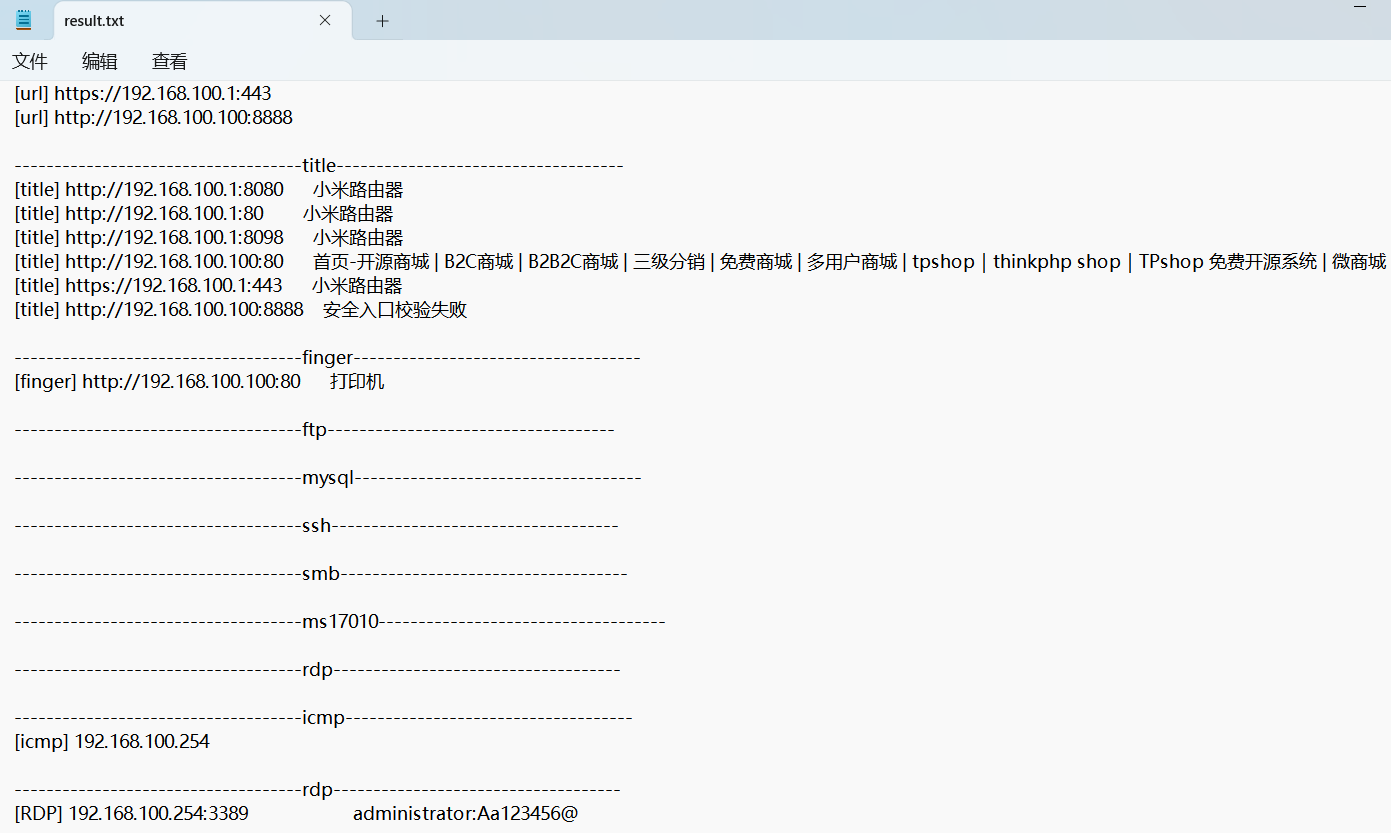 result.txt
文件 编辑 查看
[url] https://192.168.100.1:443
[url] http://192.168.100.100:8888
------------------------------------title------------------------------------
[title] http://192.168.100.1:8080 小米路由器
[title] http://192.168.100.1:80 小米路由器
[title] http://192.168.100.1:8098 小米路由器
[title] http://192.168.100.100:80 首页-开源商城 | B2C商城 | B2B2C商城 | 三级分销 | 免费商城 | 多用户商城 | tpshop｜thinkphp shop｜TPshop 免费开源系统 | 微商城
[title] https://192.168.100.1:443 小米路由器
[title] http://192.168.100.100:8888 安全入口校验失败
------------------------------------finger------------------------------------
[finger] http://192.168.100.100:80 打印机
------------------------------------ftp------------------------------------
------------------------------------mysql------------------------------------
------------------------------------ssh------------------------------------
------------------------------------smb------------------------------------
------------------------------------ms17010------------------------------------
------------------------------------rdp------------------------------------
------------------------------------icmp------------------------------------
[icmp] 192.168.100.254
------------------------------------rdp------------------------------------
[RDP] 192.168.100.254:3389 administrator:Aa123456@